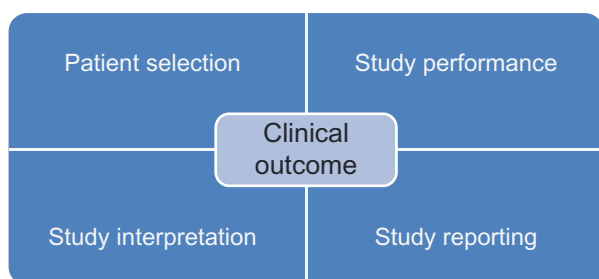 Patient selection
Study performance
Clinical
outcome
Study interpretation
Study reporting